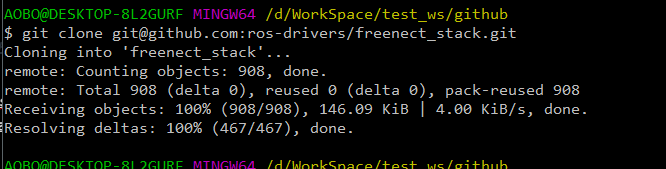 AOBO@DESKTOP-8L2GURF MINGW64 /d/WorkSpace/test_ws/github
$ git clone git@github.com:ros-drivers/freenect_stack.git
Cloning into 'freenect_stack'...
remote: Counting objects: 908, done.
remote: Total 908 (delta 0), reused 0 (delta 0), pack-reused 908
Receiving objects: 100% (908/908), 146.09 KiB | 4.00 KiB/s, done.
Resolving deltas: 100% (467/467), done.
AOBO@DESKTOP-8L2GURF MINGW64 /d/WorkSpace/test_ws/github